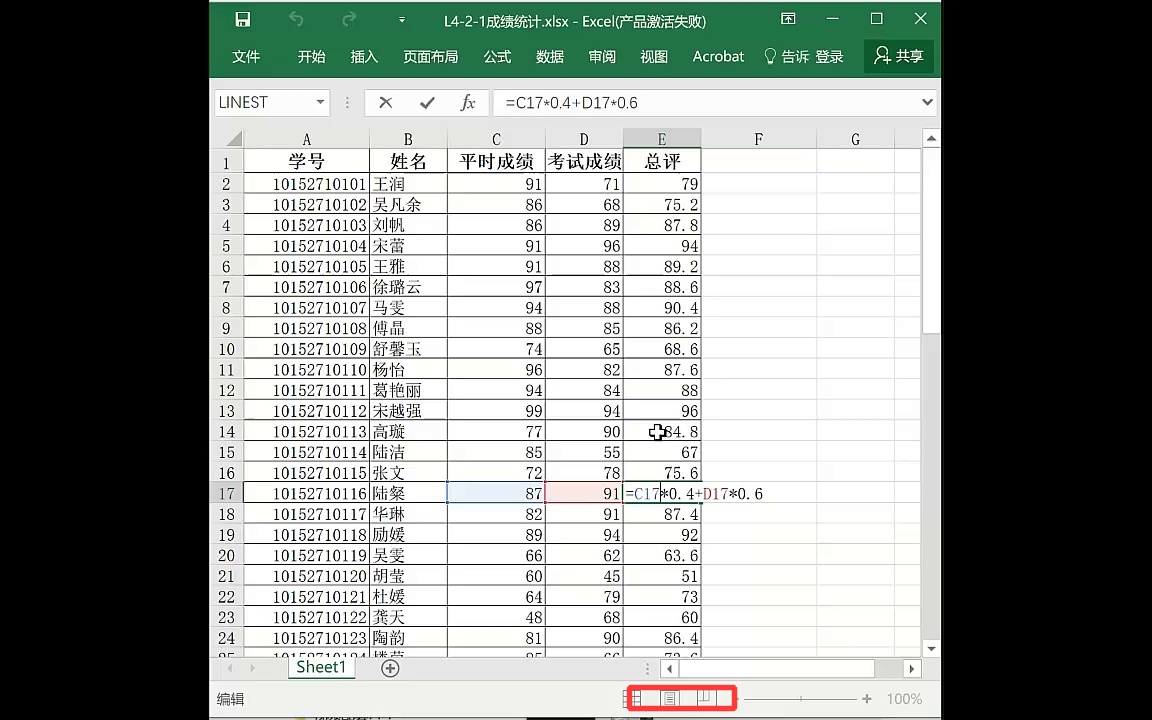 L4-2-1成绩统计.xlsx - Excel(产品激活失败)
文件 开始 插入 页面布局 公式 数据 审阅 视图 Acrobat 告诉 登录 共享
LINEST fx =C17*0.4+D17*0.6
A B C D E F G
1 学号 姓名 平时成绩 考试成绩 总评
2 10152710101 王润 91 71 79
3 10152710102 吴凡余 86 68 75.2
4 10152710103 刘帆 86 89 87.8
5 10152710104 宋蕾 91 96 94
6 10152710105 王雅 91 88 89.2
7 10152710106 徐璐云 97 83 88.6
8 10152710107 马雯 94 88 90.4
9 10152710108 傅晶 88 85 86.2
10 10152710109 舒馨玉 74 65 68.6
11 10152710110 杨怡 96 82 87.6
12 10152710111 葛艳丽 94 84 88
13 10152710112 宋越强 99 94 96
14 10152710113 高璇 77 90 84.8
15 10152710114 陆洁 85 55 67
16 10152710115 张文 72 78 75.6
17 10152710116 陆粲 87 91 =C17*0.4+D17*0.6
18 10152710117 华琳 82 91 87.4
19 10152710118 励媛 89 94 92
20 10152710119 吴雯 66 62 63.6
21 10152710120 胡莹 60 45 51
22 10152710121 杜媛 64 79 73
23 10152710122 龚天 48 68 60
24 10152710123 陶韵 81 90 86.4
Sheet1
编辑 100%